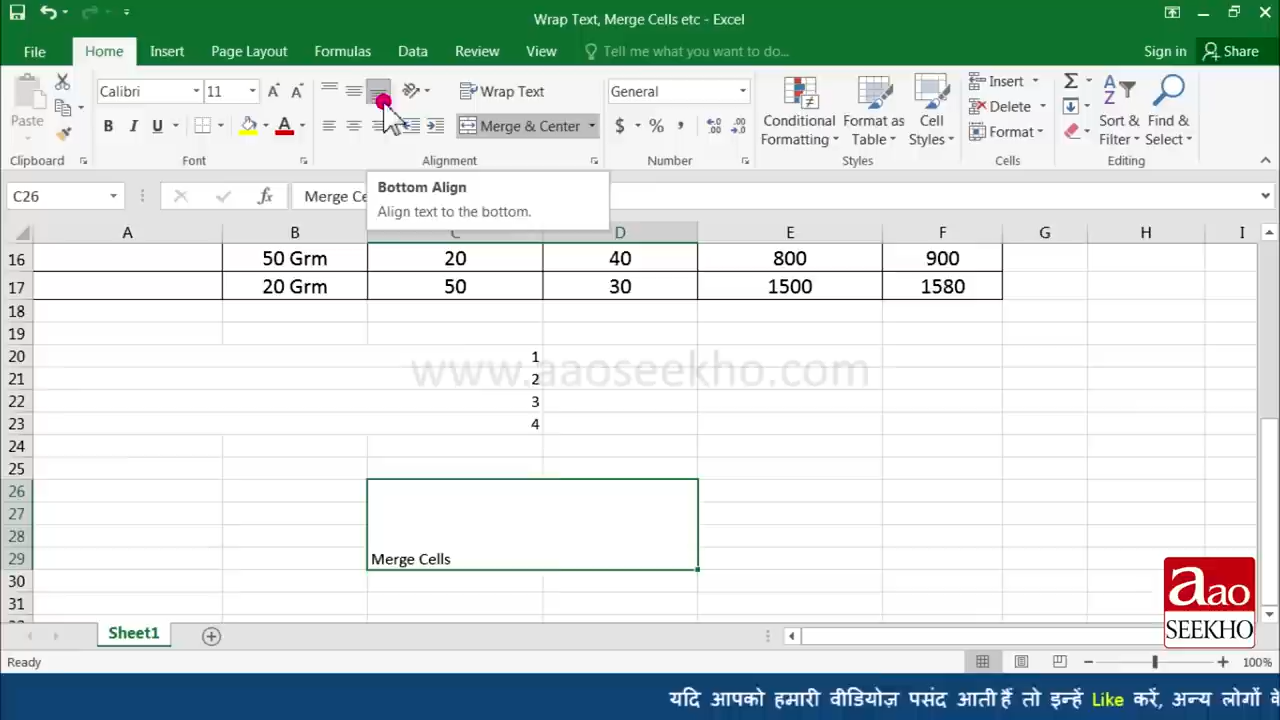 Wrap Text, Merge Cells etc - Excel
File Home Insert Page Layout Formulas Data Review View Tell me what you want to do... Sign in Share
Paste
Calibri 11
Wrap Text
General
Conditional Formatting
Format as Table
Cell Styles
Insert
Delete
Format
Sort & Filter
Find & Select
B I U A
Merge & Center
$ % ,
Clipboard Font Alignment Number Styles Cells Editing
C26 fx Merge Ce
Bottom Align
Align text to the bottom.
A B C D E F G H I
16 50 Grm 20 40 800 900
17 20 Grm 50 30 1500 1580
18
19
20 1
www.aaoseekho.com
21 2
22 3
23 4
24
25
26
27
28
29 Merge Cells
30
31
aao
SEEKHO
Sheet1
Ready 100%
यदि आपको हमारी वीडियोज़ पसंद आती हैं तो इन्हें Like करें, अन्य लोगों के